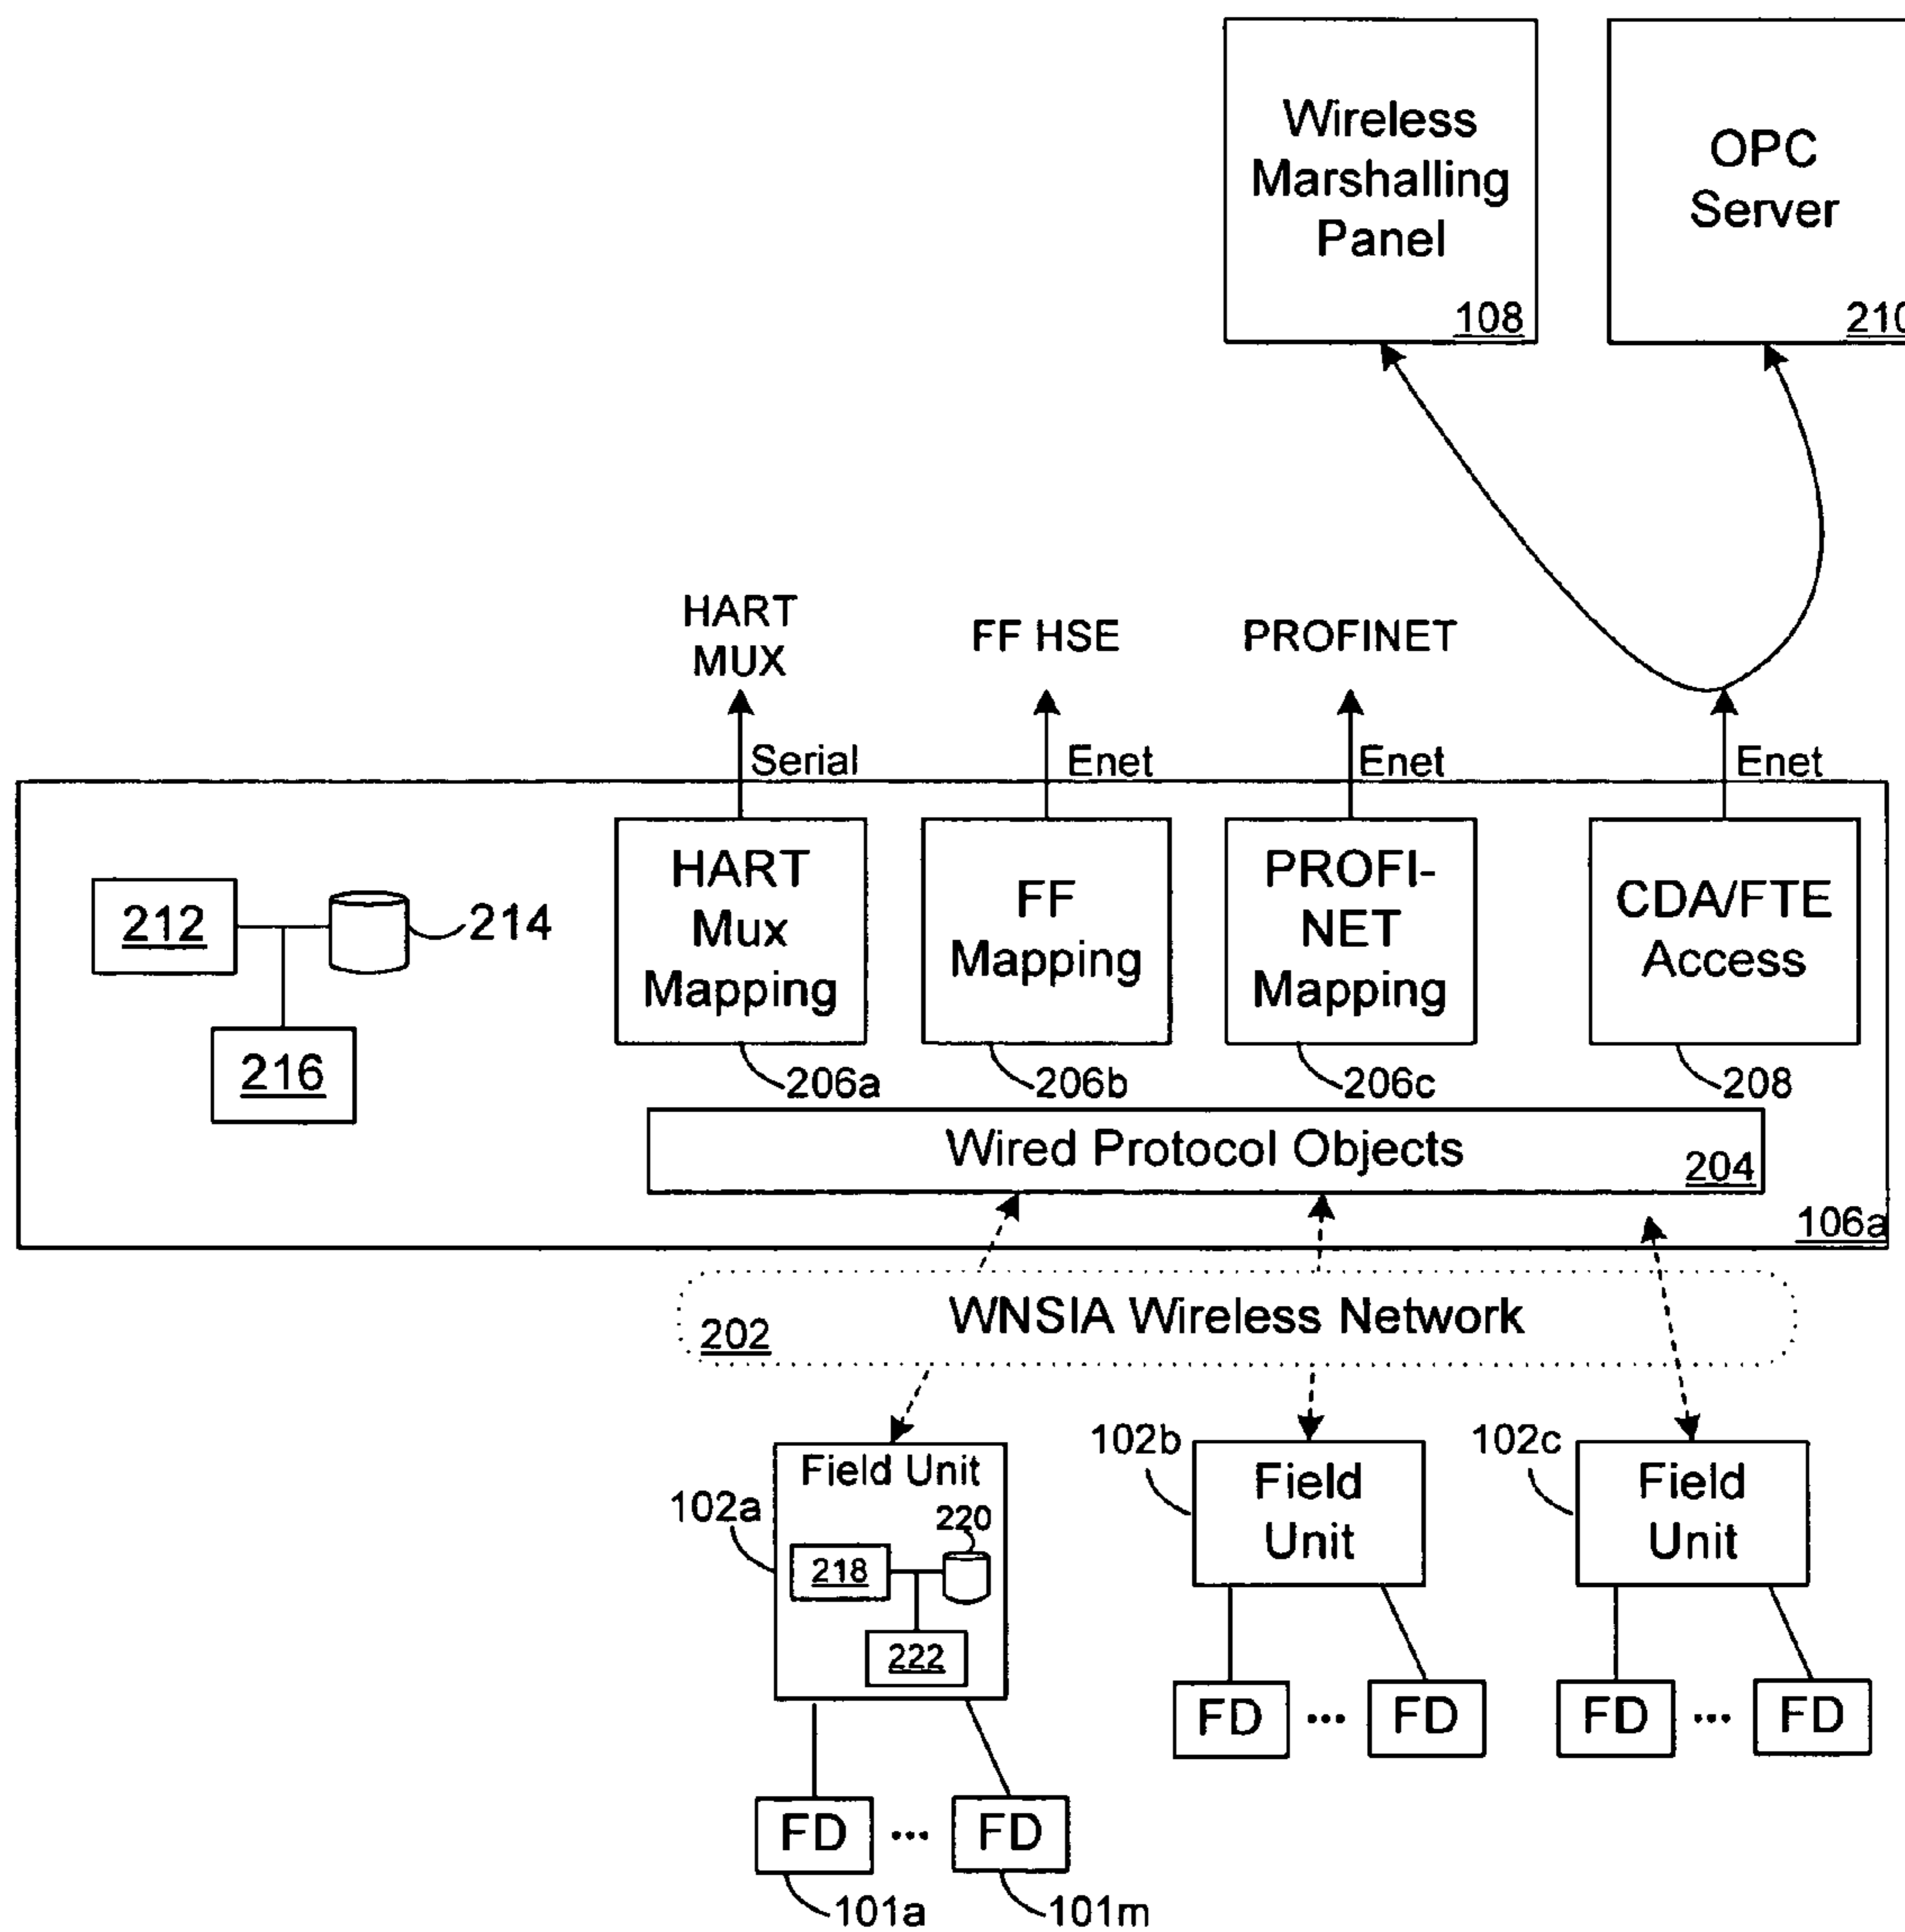 Wireless
Marshalling
Panel
108
OPC
Server
210
HART
MUX
FF HSE
PROFINET
Serial
Enet
Enet
Enet
212
214
216
HART
Mux
Mapping
FF
Mapping
PROFI-
NET
Mapping
CDA/FTE
Access
206a
206b
206c
208
Wired Protocol Objects
204
106a
WNSIA Wireless Network
202
102a
Field Unit
218
220
222
102b
Field
Unit
102c
Field
Unit
FD ... FD
FD ... FD
FD ... FD
101a
101m